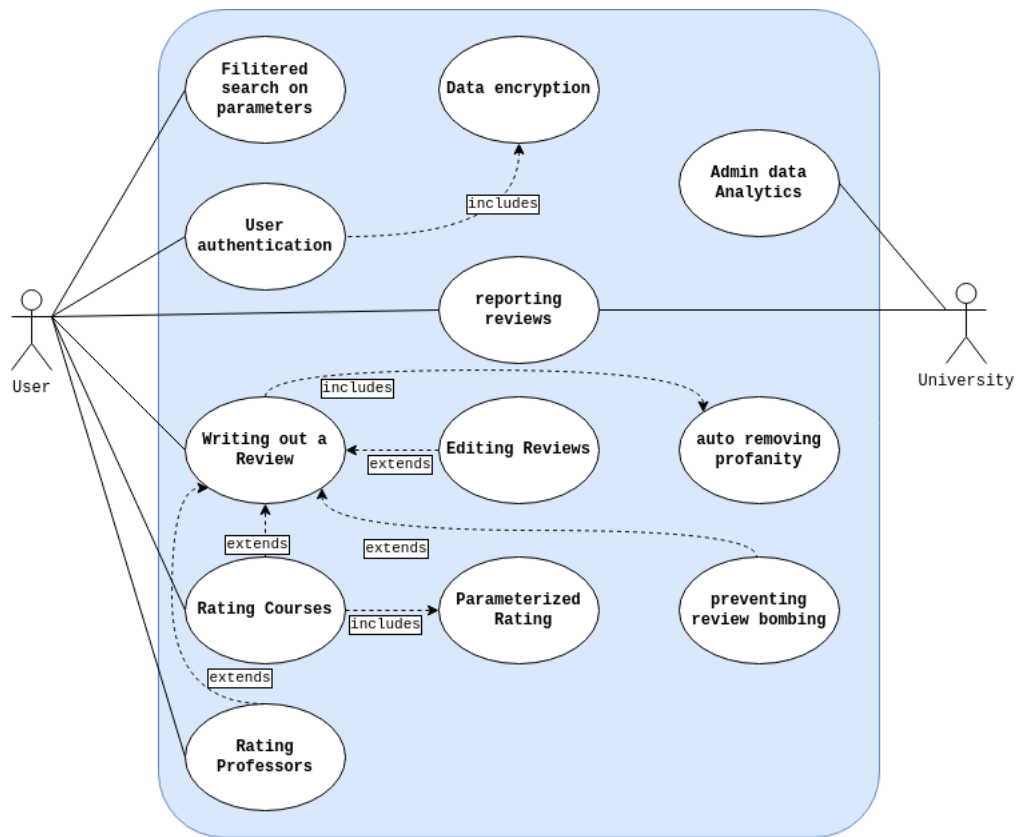 Filitered
search on
parameters
Data encryption
Admin data
Analytics
includes
User
authentication
reporting
reviews
User
University
includes
Writing out a
Review
Editing Reviews
auto removing
profanity
extends
extends
extends
Rating Courses
Parameterized
Rating
preventing
review bombing
includes
extends
Rating
Professors